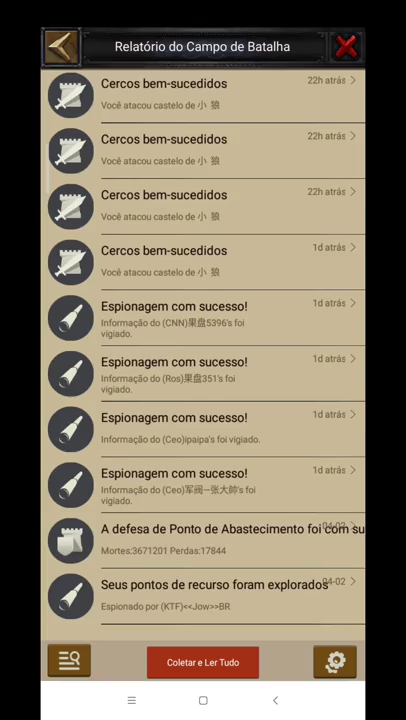 Relatório do Campo de Batalha
Cercos bem-sucedidos
22h atrás
Você atacou castelo de 小 狼
Cercos bem-sucedidos
22h atrás
Você atacou castelo de 小 狼
Cercos bem-sucedidos
22h atrás
Você atacou castelo de 小 狼
Cercos bem-sucedidos
1d atrás
Você atacou castelo de 小 狼
Espionagem com sucesso!
1d atrás
Informação do (CNN)果盘5396's foi
vigiado.
Espionagem com sucesso!
1d atrás
Informação do (Ros)果盘351's foi
vigiado.
Espionagem com sucesso!
1d atrás
Informação do (Ceo)ipaipa's foi vigiado.
Espionagem com sucesso!
1d atrás
Informação do (Ceo)军阀—张大帥's foi
vigiado.
A defesa de Ponto de Abastecimento foi com su
04-02
Mortes:3671201 Perdas:17844
Seus pontos de recurso foram explorados
04-02
Espionado por (KTF)<<Jow>>BR
Coletar e Ler Tudo